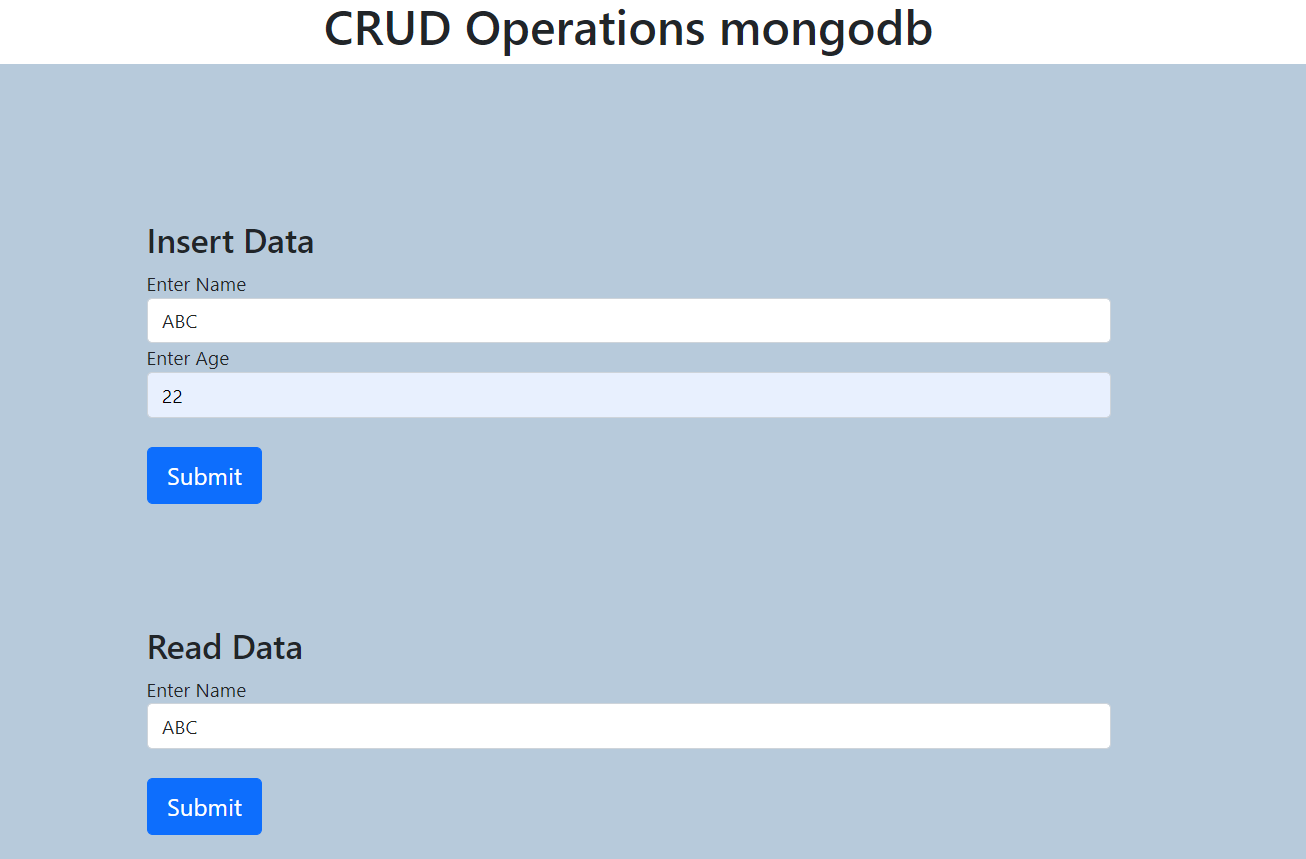 CRUD Operations mongodb
Insert Data
Enter Name
ABC
Enter Age
22
Submit
Read Data
Enter Name
ABC
Submit